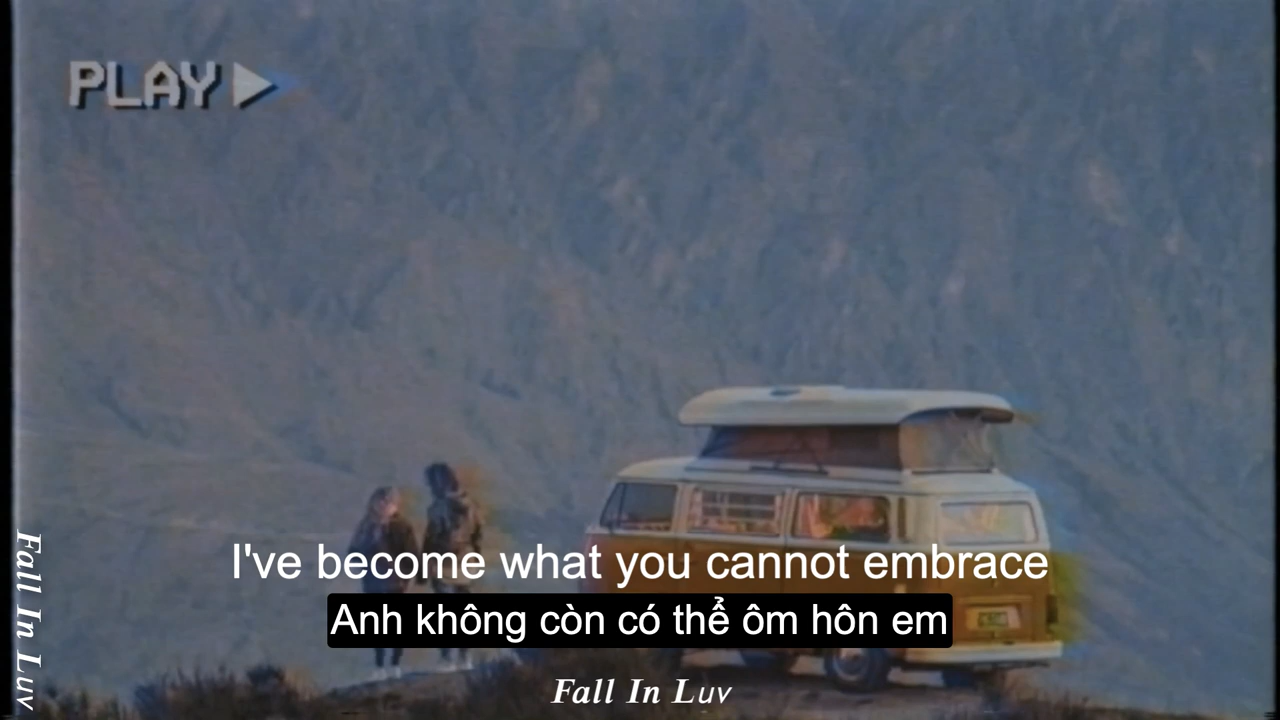 PLAY
I've become what you cannot embrace
Anh không còn có thể ôm hôn em
Fall In Luv
Fall In Luv